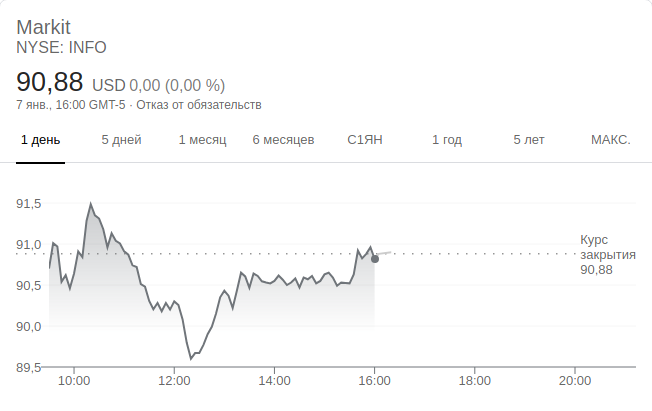 Markit
NYSE: INFO
90,88 USD 0,00 (0,00 %)
7 янв., 16:00 GMT-5 · Отказ от обязательств
1 день 5 дней 1 месяц 6 месяцев С1ЯН 1 год 5 лет МАКС.
91,5
91,0
90,5
90,0
89,5
Курс
закрытия
90,88
10:00 12:00 14:00 16:00 18:00 20:00